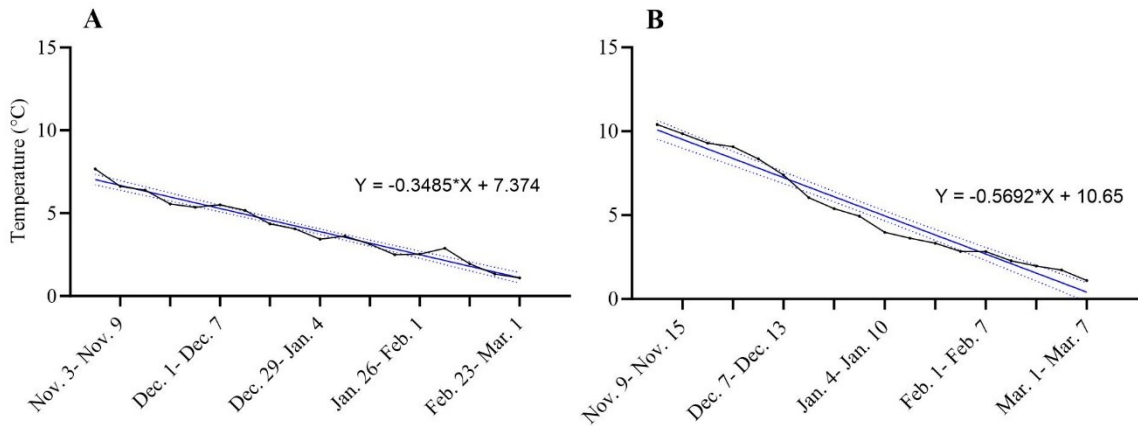 A
B
Temperature (°C)
15
10
5
0
Y = -0.3485*X + 7.374
Nov. 3- Nov. 9
Dec. 1- Dec. 7
Dec. 29- Jan. 4
Jan. 26- Feb. 1
Feb. 23- Mar. 1
15
10
5
0
Y = -0.5692*X + 10.65
Nov. 9- Nov. 15
Dec. 7- Dec. 13
Jan. 4- Jan. 10
Feb. 1- Feb. 7
Mar. 1- Mar. 7